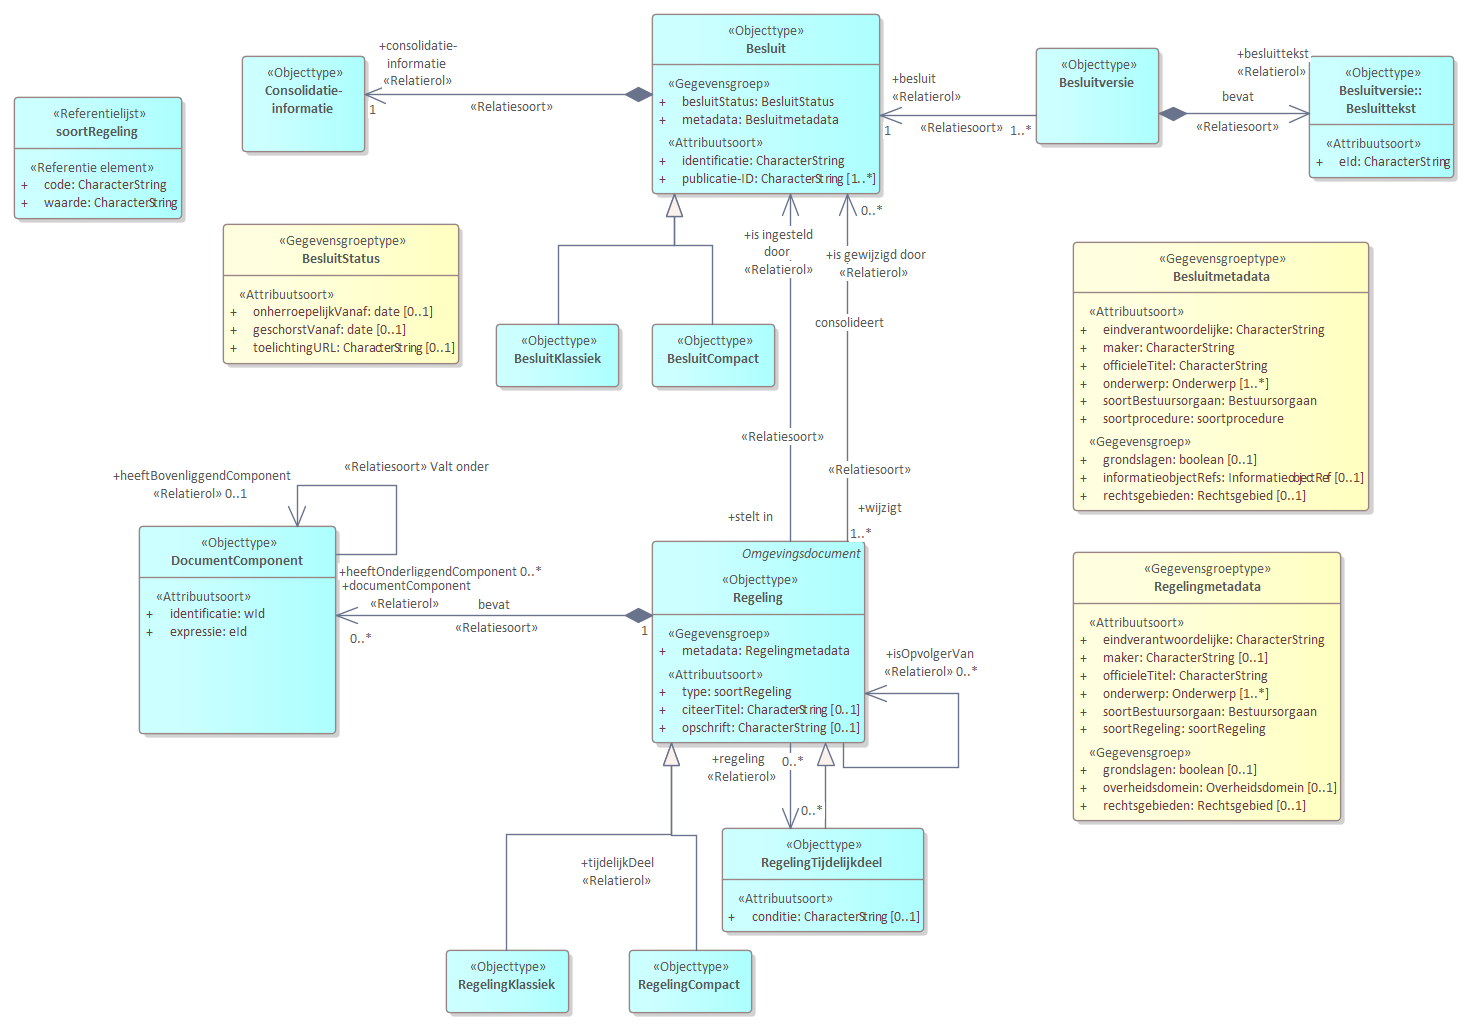 «Objecttype»
Besluit
«Gegevensgroep»
+ besluitStatus: BesluitStatus
+ metadata: Besluitmetadata
«Attribuutsoort»
+ identificatie: CharacterString
+ publicatie-ID: CharacterString [1..*]
+consolidatie-
informatie
«Relatierol»
1
«Relatiesoort»
«Objecttype»
Consolidatie-
informatie
+besluit
«Relatierol»
1
«Relatiesoort»
1..*
«Objecttype»
Besluitversie
+besluittekst
«Relatierol»
bevat
«Relatiesoort»
«Objecttype»
Besluitversie::
Besluittekst
«Attribuutsoort»
+ eId: CharacterString
«Referentielijst»
soortRegeling
«Referentie element»
+ code: CharacterString
+ waarde: CharacterString
«Gegevensgroeptype»
BesluitStatus
«Attribuutsoort»
+ onherroepelijkVanaf: date [0..1]
+ geschorstVanaf: date [0..1]
+ toelichtingURL: CharacterString [0..1]
«Objecttype»
BesluitKlassiek
«Objecttype»
BesluitCompact
+is ingesteld
door
«Relatierol»
«Relatiesoort»
+stelt in
0..*
+is gewijzigd door
«Relatierol»
consolideert
«Relatiesoort»
+wijzigt
1..*
«Gegevensgroeptype»
Besluitmetadata
«Attribuutsoort»
+ eindverantwoordelijke: CharacterString
+ maker: CharacterString
+ officieleTitel: CharacterString
+ onderwerp: Onderwerp [1..*]
+ soortBestuursorgaan: Bestuursorgaan
+ soortprocedure: soortprocedure
«Gegevensgroep»
+ grondslagen: boolean [0..1]
+ informatieobjectRefs: InformatieobjectRef [0..1]
+ rechtsgebieden: Rechtsgebied [0..1]
+heeftBovenliggendComponent
«Relatierol» 0..1
«Relatiesoort» Valt onder
«Objecttype»
DocumentComponent
«Attribuutsoort»
+ identificatie: wId
+ expressie: eId
+heeftOnderliggendComponent 0..*
+documentComponent
«Relatierol»
bevat
0..*
«Relatiesoort»
1
Omgevingsdocument
«Objecttype»
Regeling
«Gegevensgroep»
+ metadata: Regelingmetadata
«Attribuutsoort»
+ type: soortRegeling
+ citeerTitel: CharacterString [0..1]
+ opschrift: CharacterString [0..1]
+isOpvolgerVan
«Relatierol» 0..*
«Gegevensgroeptype»
Regelingmetadata
«Attribuutsoort»
+ eindverantwoordelijke: CharacterString
+ maker: CharacterString [0..1]
+ officieleTitel: CharacterString
+ onderwerp: Onderwerp [1..*]
+ soortBestuursorgaan: Bestuursorgaan
+ soortRegeling: soortRegeling
«Gegevensgroep»
+ grondslagen: boolean [0..1]
+ overheidsdomein: Overheidsdomein [0..1]
+ rechtsgebieden: Rechtsgebied [0..1]
+regeling
«Relatierol»
0..*
0..*
+tijdelijkDeel
«Relatierol»
«Objecttype»
RegelingTijdelijkdeel
«Attribuutsoort»
+ conditie: CharacterString [0..1]
«Objecttype»
RegelingKlassiek
«Objecttype»
RegelingCompact